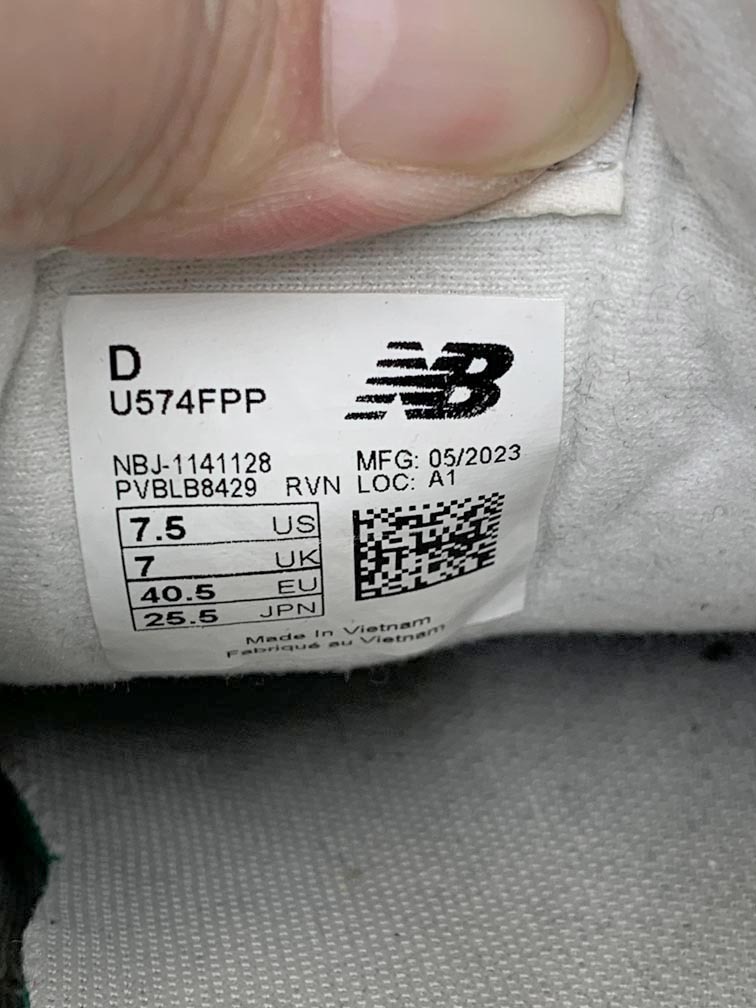 D
U574FPP
NB
NBJ-1141128 MFG: 05/2023
PVBLB8429 RVN LOC: A1
7.5 US
7 UK
40.5 EU
25.5 JPN
Made In Vietnam
Fabriqué au Vietnam